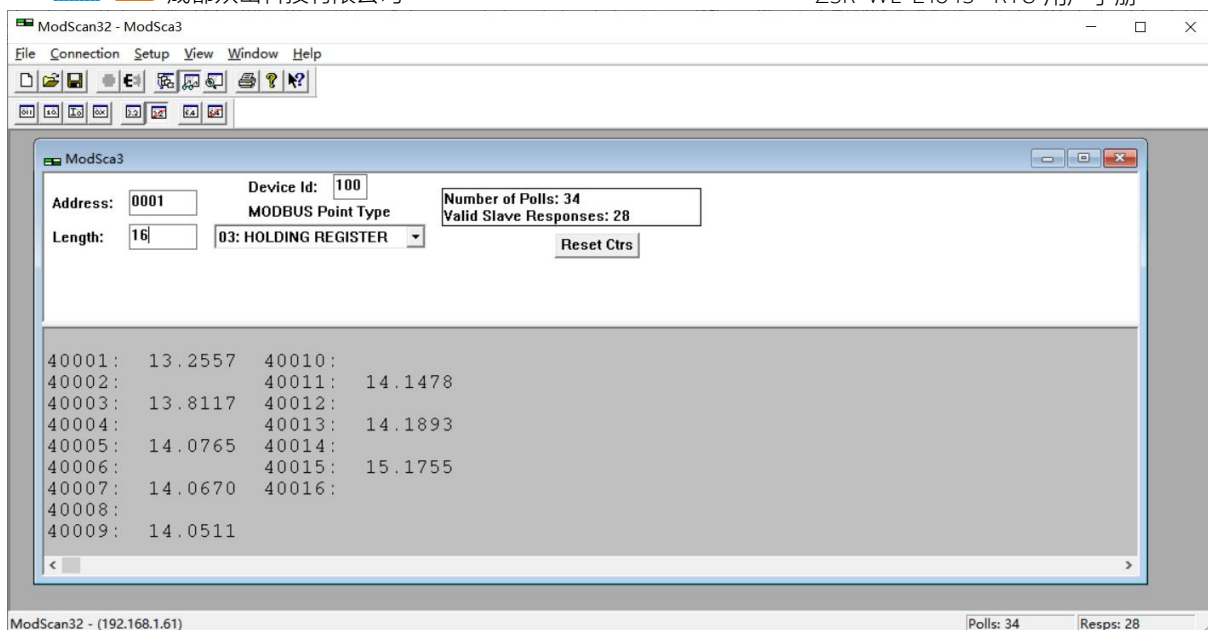 ModScan32 - ModSca3
File Connection Setup View Window Help
ModSca3
Address: 0001
Device Id: 100
MODBUS Point Type
Length: 16
03: HOLDING REGISTER
Number of Polls: 34
Valid Slave Responses: 28
Reset Ctrs
40001: 13.2557 40010:
40002: 40011: 14.1478
40003: 13.8117 40012:
40004: 40013: 14.1893
40005: 14.0765 40014:
40006: 40015: 15.1755
40007: 14.0670 40016:
40008:
40009: 14.0511
ModScan32 - (192.168.1.61) Polls: 34 Resps: 28